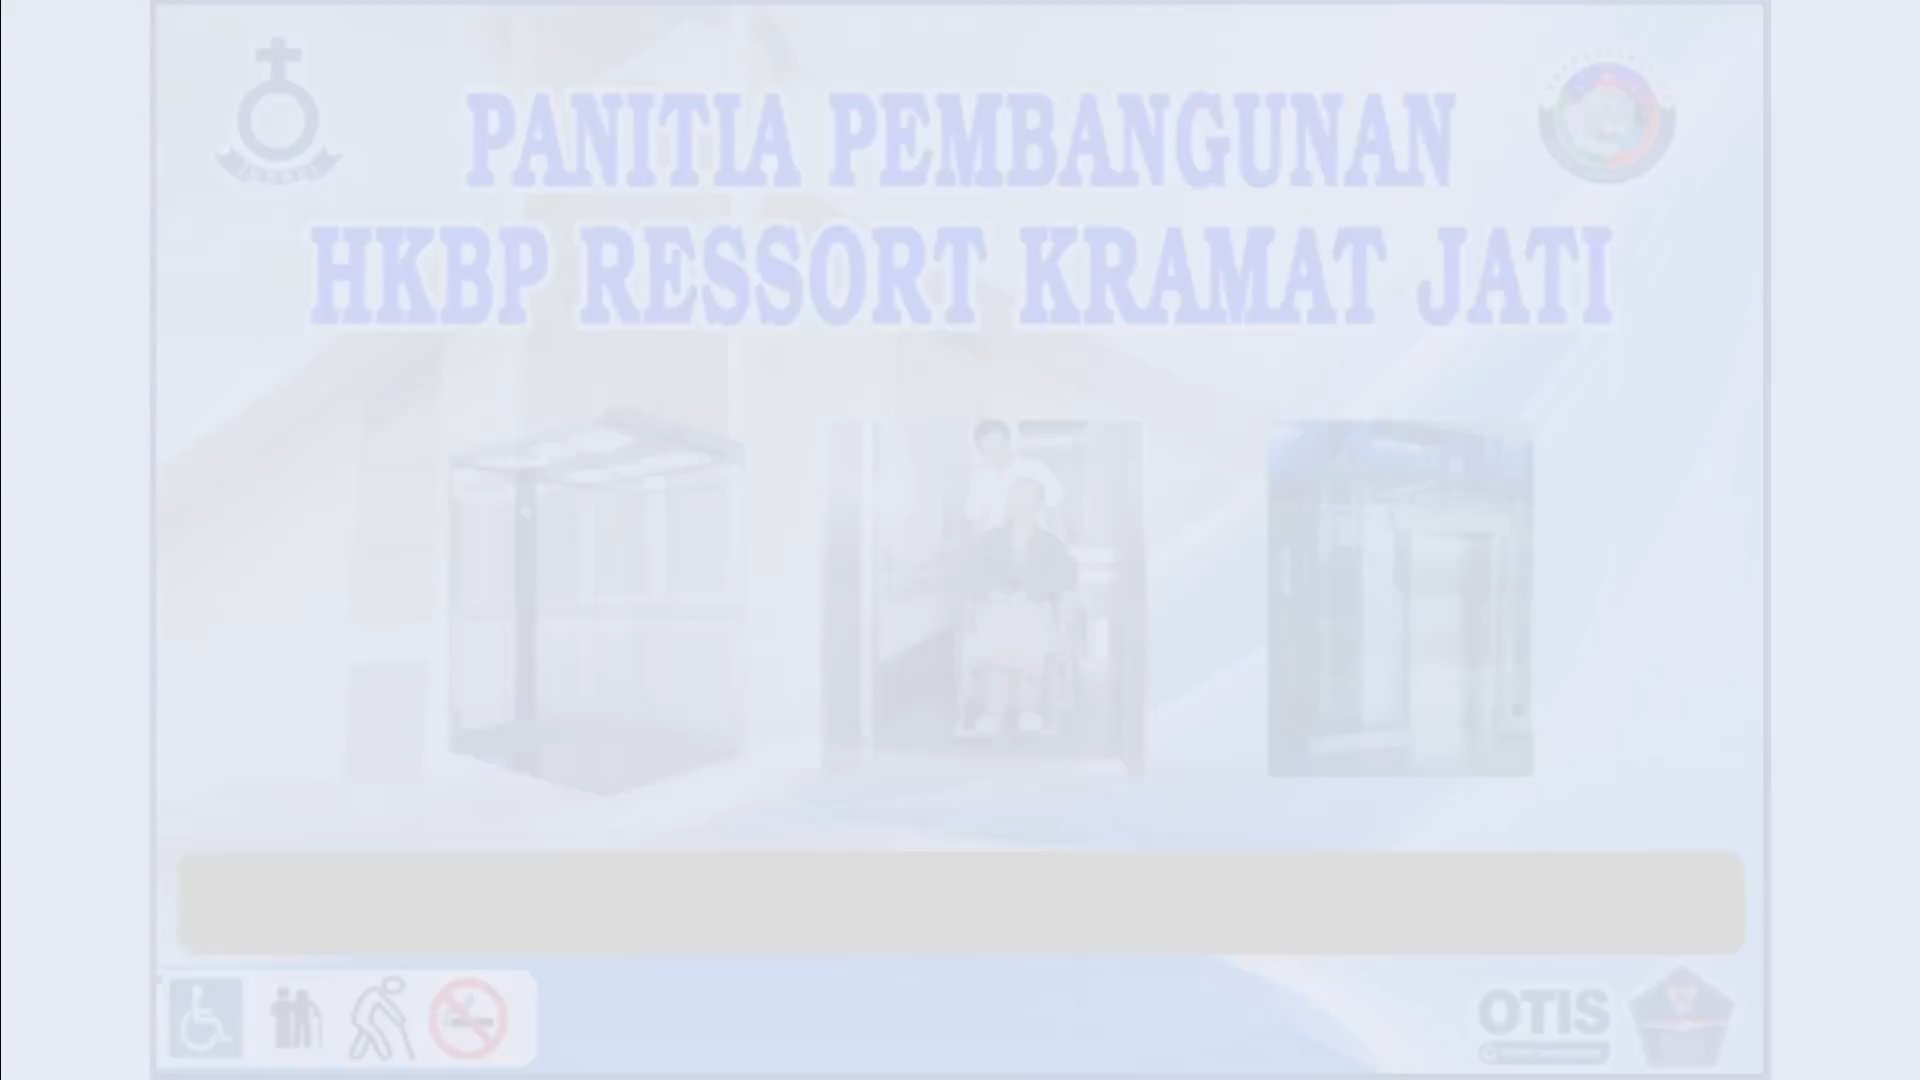 PANITIA PEMBANGUNAN
HKBP RESSORT KRAMAT JATI
OTIS